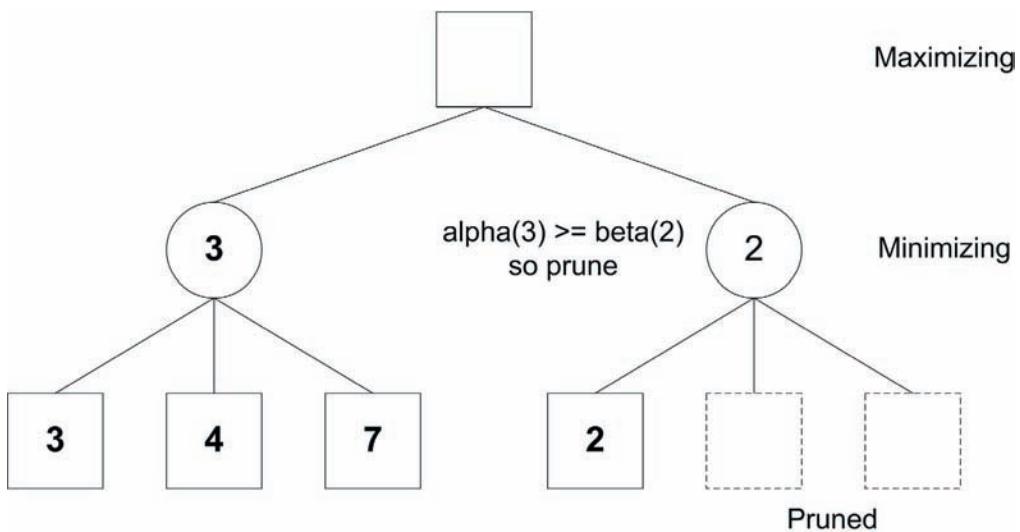 Maximizing
3
alpha(3) >= beta(2)
so prune
2
Minimizing
3
4
7
2
Pruned